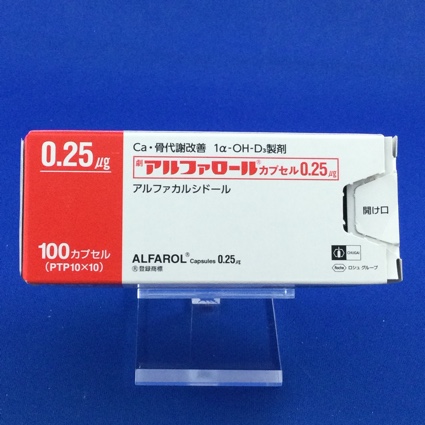 0.25μg
100カプセル
(PTP10×10)
Ca・骨代謝改善 1α-OH-D₃製剤
劇 アルファロール®カプセル0.25μg
アルファカルシドール
ALFAROL® Capsules 0.25μg
®登録商標
開け口
CHUGAI
Roche ロシュ グループ